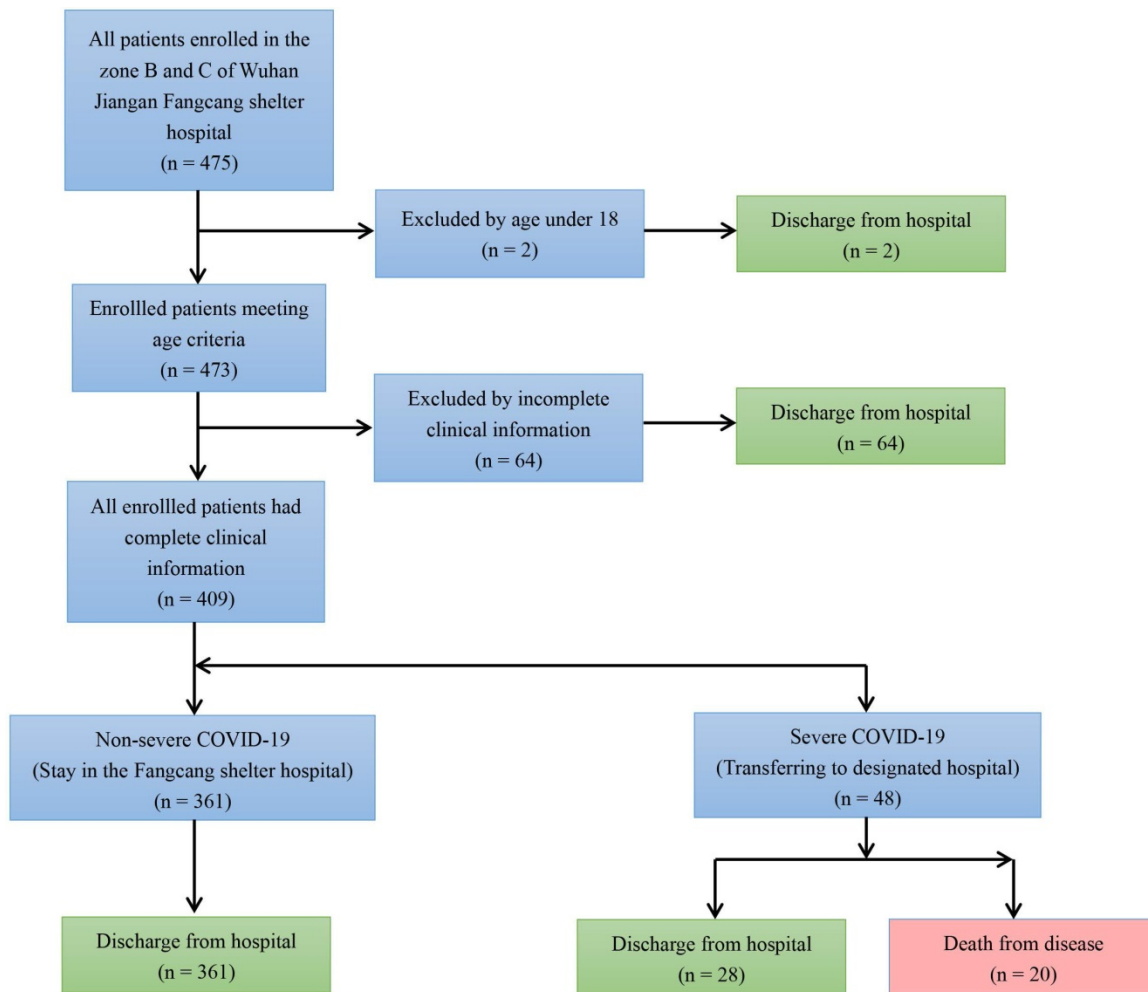 All patients enrolled in the
zone B and C of Wuhan
Jiangan Fangcang shelter
hospital
(n = 475)
Excluded by age under 18
(n = 2)
Discharge from hospital
(n = 2)
Enrollled patients meeting
age criteria
(n = 473)
Excluded by incomplete
clinical information
(n = 64)
Discharge from hospital
(n = 64)
All enrollled patients had
complete clinical
information
(n = 409)
Non-severe COVID-19
(Stay in the Fangcang shelter hospital)
(n = 361)
Severe COVID-19
(Transferring to designated hospital)
(n = 48)
Discharge from hospital
(n = 361)
Discharge from hospital
(n = 28)
Death from disease
(n = 20)